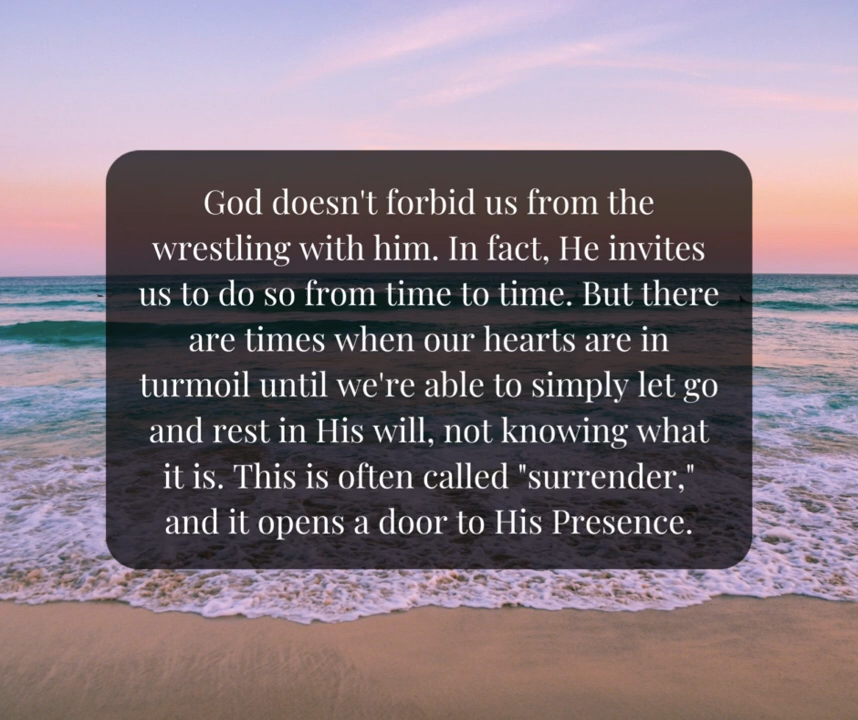 God doesn't forbid us from the
wrestling with him. In fact, He invites
us to do so from time to time. But there
are times when our hearts are in
turmoil until we're able to simply let go
and rest in His will, not knowing what
it is. This is often called "surrender,"
and it opens a door to His Presence.